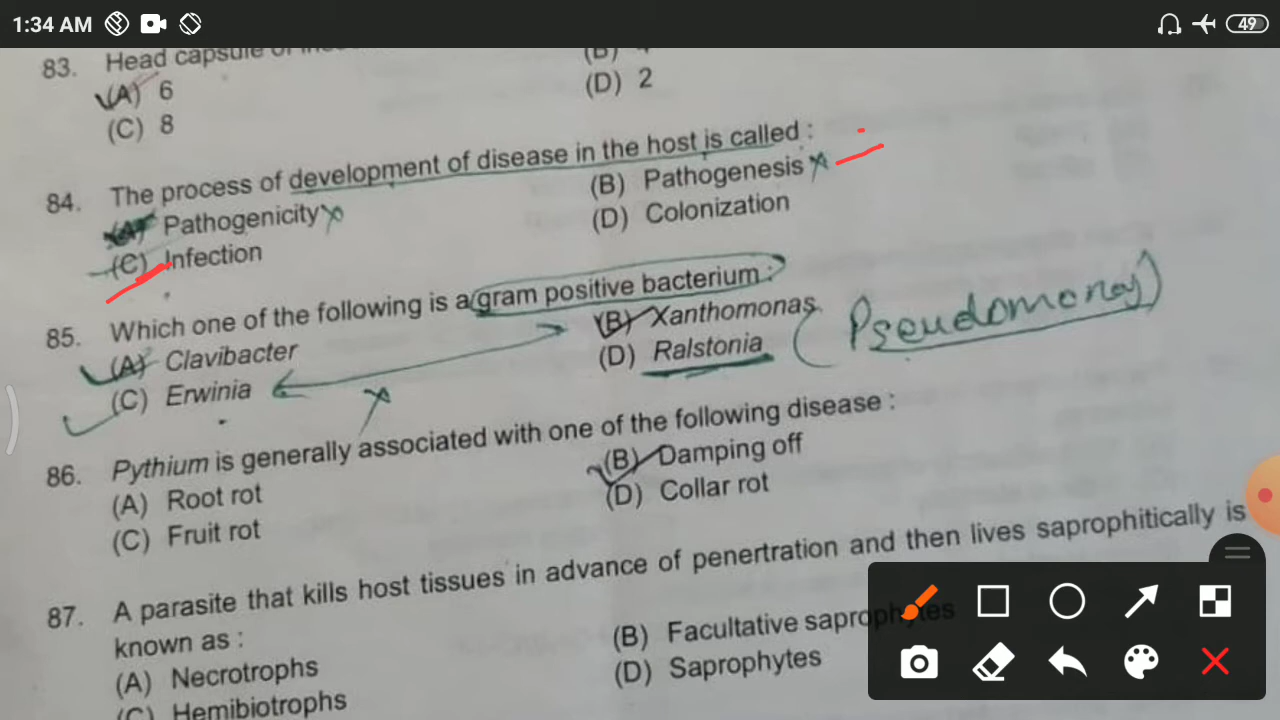 1:34 AM
49
83. Head capsule of
(A) 6
(D) 2
(C) 8
84. The process of development of disease in the host is called :
(A) Pathogenicity x
(B) Pathogenesis x
(C) Infection
(D) Colonization
85. Which one of the following is a gram positive bacterium :
(A) Clavibacter
(B) Xanthomonas
(C) Erwinia
(D) Ralstonia
(Pseudomonas)
x
86. Pythium is generally associated with one of the following disease :
(A) Root rot
(B) Damping off
(C) Fruit rot
(D) Collar rot
87. A parasite that kills host tissues in advance of penertration and then lives saprophitically is
known as :
(A) Necrotrophs
(B) Facultative saprophytes
(C) Hemibiotrophs
(D) Saprophytes